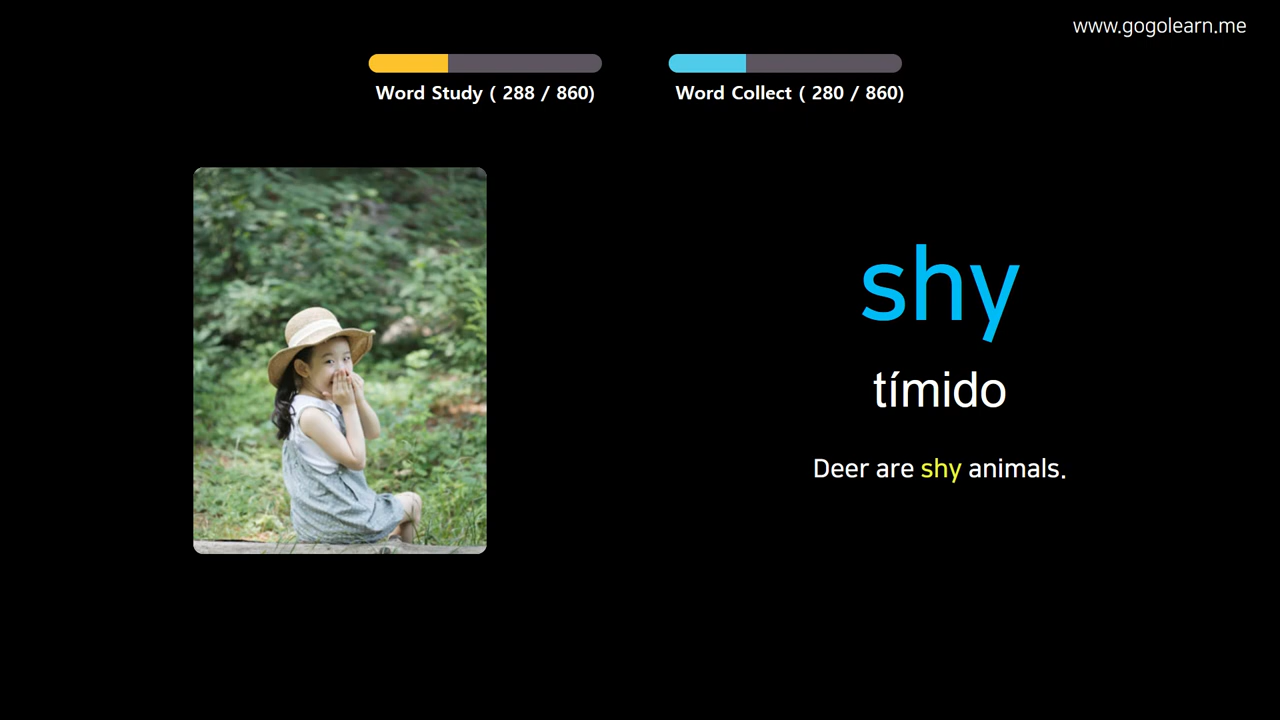 www.gogolearn.me
Word Study ( 288 / 860)
Word Collect ( 280 / 860)
shy
tímido
Deer are shy animals.